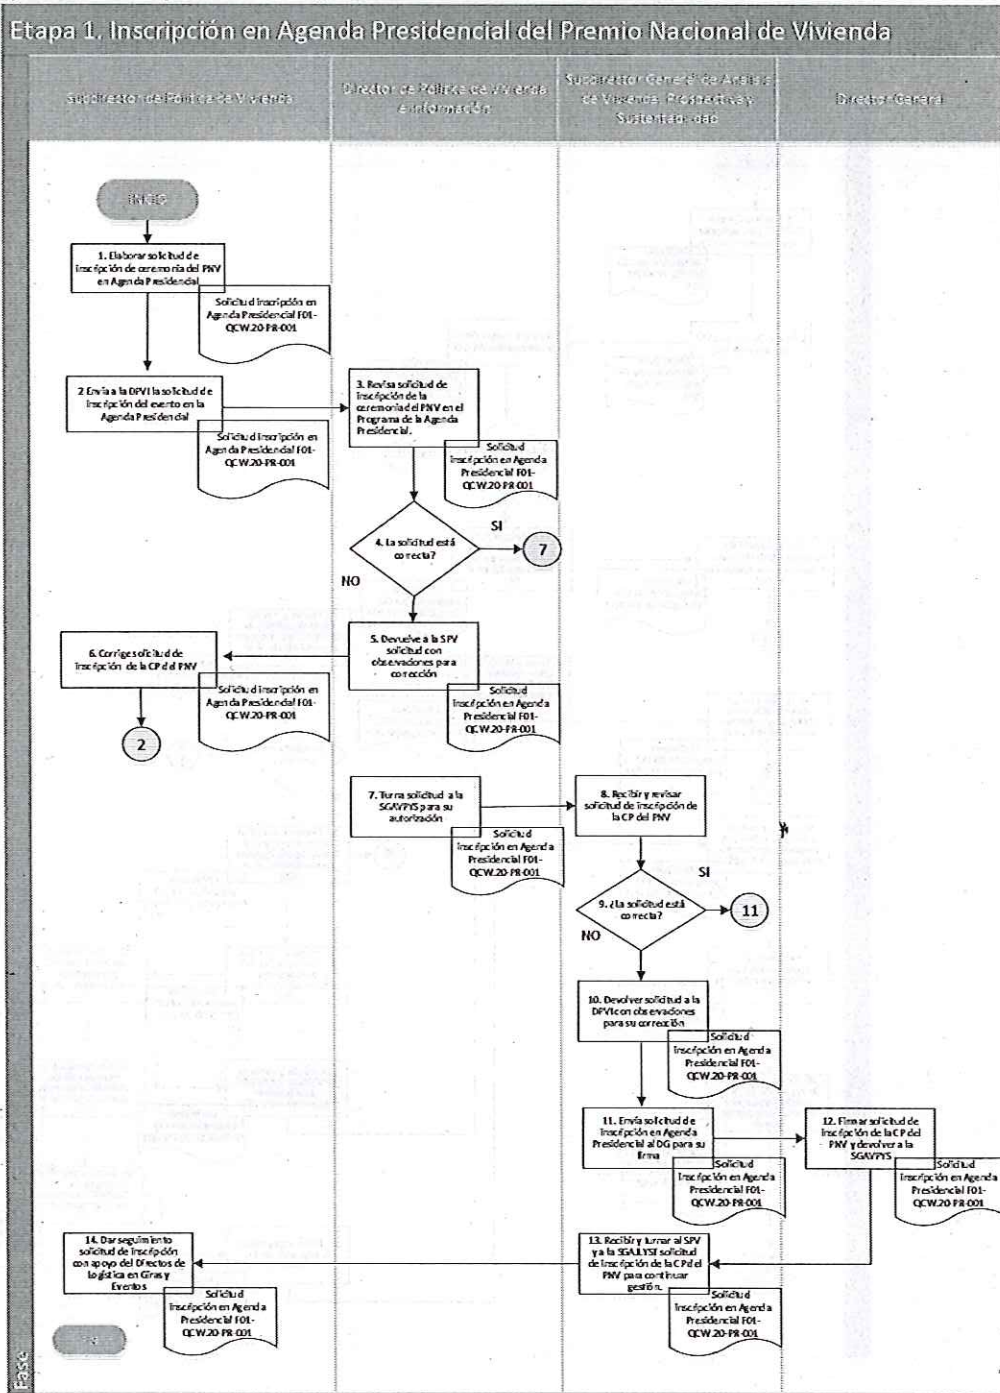 Etapa 1. Inscripción en Agenda Presidencial del Premio Nacional de Vivienda
Subdirector de Política de Vivienda
Director de Política de Vivienda
e Información
Subdirector General de Análisis
de Vivienda, Prospectiva y
Sustentabilidad
Director General
INICIO
1. Elaborar solicitud de
inscripción de ceremonia del PNV
en Agenda Presidencial
Solicitud inscripción en
Agenda Presidencial F01-
QCW.20-PR-001
2 Envía a la DPVI la solicitud de
inscripción del evento en la
Agenda Presidencial
Solicitud inscripción en
Agenda Presidencial F01-
QCW.20-PR-001
3. Revisa solicitud de
inscripción de la
ceremonia del PNV en el
Programa de la Agenda
Presidencial.
Solicitud
inscripción en Agenda
Presidencial F01-
QCW.20-PR-001
4. La solicitud está
correcta?
SI
7
NO
5. Devuelve a la SPV
solicitud con
observaciones para
corrección
Solicitud
inscripción en Agenda
Presidencial F01-
QCW.20-PR-001
6. Corrige solicitud de
inscripción de la CP del PNV
Solicitud inscripción en
Agenda Presidencial F01-
QCW.20-PR-001
2
7. Turna solicitud a la
SGAVPYS para su
autorización
Solicitud
inscripción en Agenda
Presidencial F01-
QCW.20-PR-001
8. Recibir y revisar
solicitud de inscripción de
la CP del PNV
9. ¿La solicitud está
correcta?
SI
11
NO
10. Devolver solicitud a la
DPVI con observaciones
para su corrección
Solicitud
inscripción en Agenda
Presidencial F01-
QCW.20-PR-001
11. Envía solicitud de
inscripción en Agenda
Presidencial al DG para su
firma
Solicitud
inscripción en Agenda
Presidencial F01-
QCW.20-PR-001
12. Firmar solicitud de
inscripción de la CP del
PNV y devolver a la
SGAVPYS
Solicitud
inscripción en Agenda
Presidencial F01-
QCW.20-PR-001
13. Recibir y turnar al SPV
y a la SGAJLYSI solicitud
de inscripción de la CP del
PNV para continuar
gestión.
Solicitud
inscripción en Agenda
Presidencial F01-
QCW.20-PR-001
14. Dar seguimiento
solicitud de inscripción
con apoyo del Directos de
Logística en Giras y
Eventos
Solicitud
inscripción en Agenda
Presidencial F01-
QCW.20-PR-001
Fase